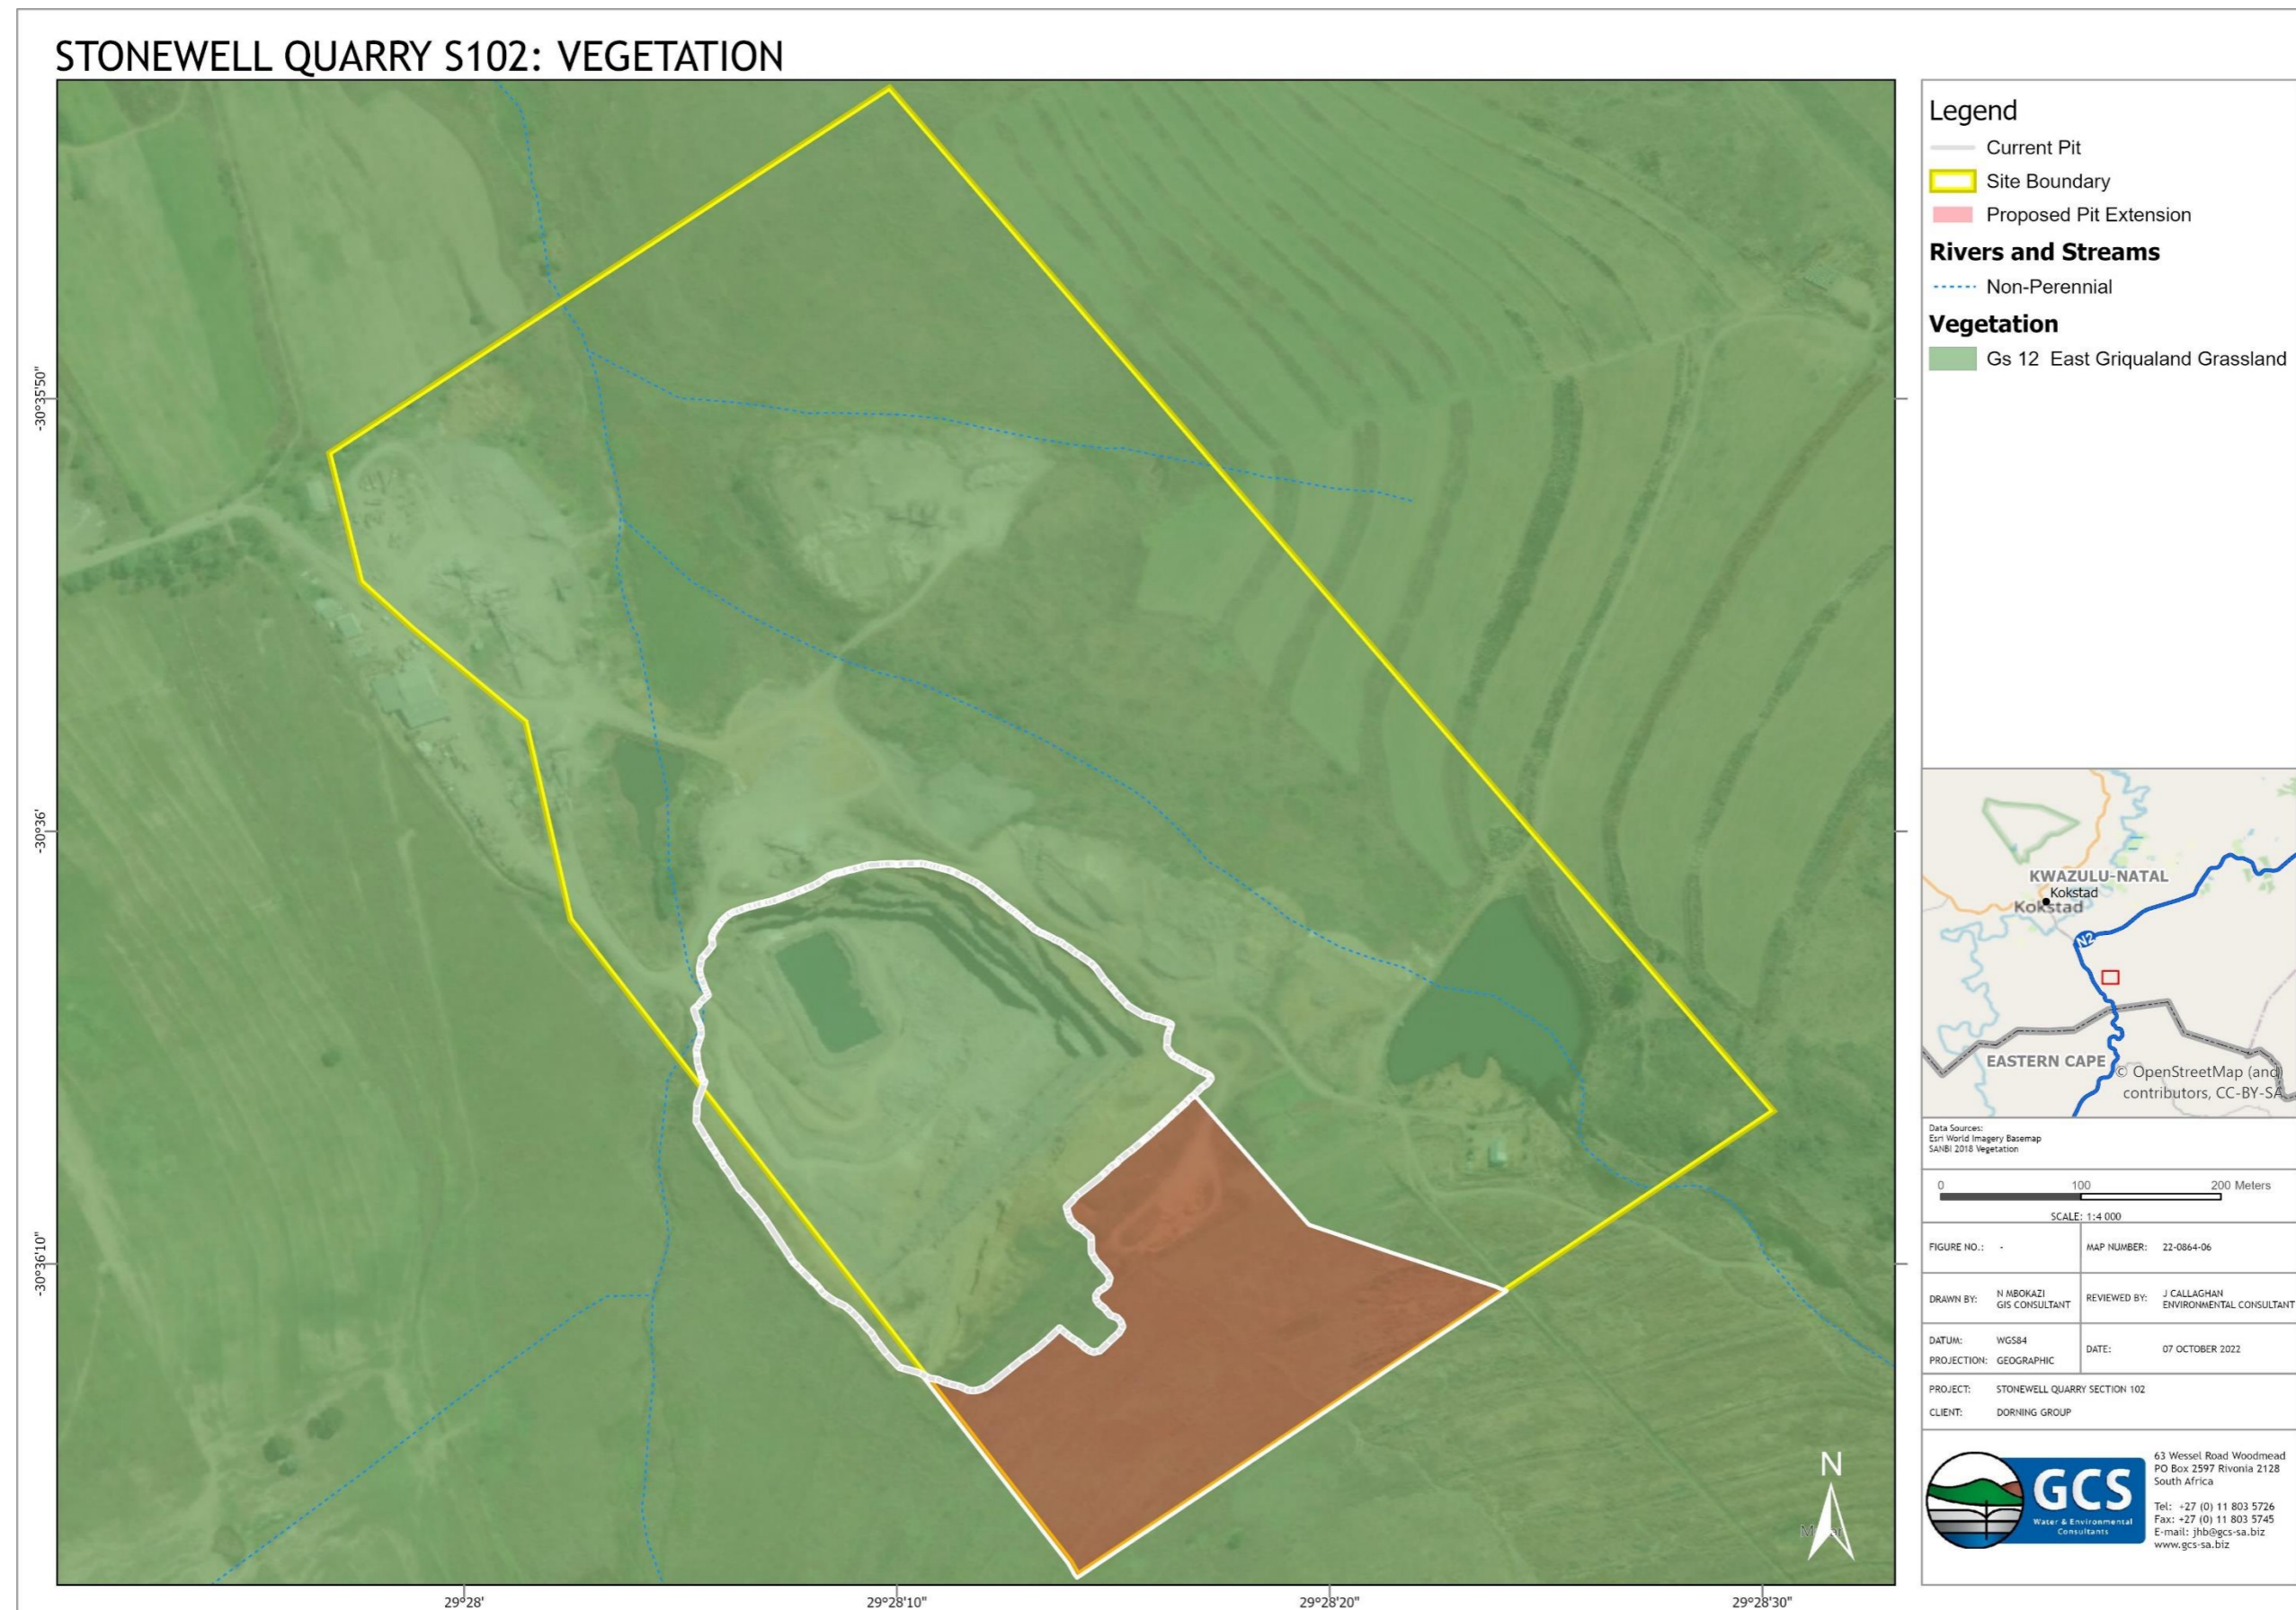 STONEWELL QUARRY S102: VEGETATION
-30°35'50"
-30°36'
-30°36'10"
29°28'
29°28'10"
29°28'20"
29°28'30"
N
Legend
Current Pit
Site Boundary
Proposed Pit Extension
Rivers and Streams
Non-Perennial
Vegetation
Gs 12 East Griqualand Grassland
KWAZULU-NATAL
Kokstad
Kokstad
N2
EASTERN CAPE
© OpenStreetMap (and)
contributors, CC-BY-SA
Data Sources:
Esri World Imagery Basemap
SANBI 2018 Vegetation
0 100 200 Meters
SCALE: 1:4 000
FIGURE NO.: -
MAP NUMBER: 22-0864-06
DRAWN BY: N MBOKAZI
GIS CONSULTANT
REVIEWED BY: J CALLAGHAN
ENVIRONMENTAL CONSULTANT
DATUM: WGS84
PROJECTION: GEOGRAPHIC
DATE: 07 OCTOBER 2022
PROJECT: STONEWELL QUARRY SECTION 102
CLIENT: DORNING GROUP
GCS
Water & Environmental
Consultants
63 Wessel Road Woodmead
PO Box 2597 Rivonia 2128
South Africa
Tel: +27 (0) 11 803 5726
Fax: +27 (0) 11 803 5745
E-mail: jhb@gcs-sa.biz
www.gcs-sa.biz